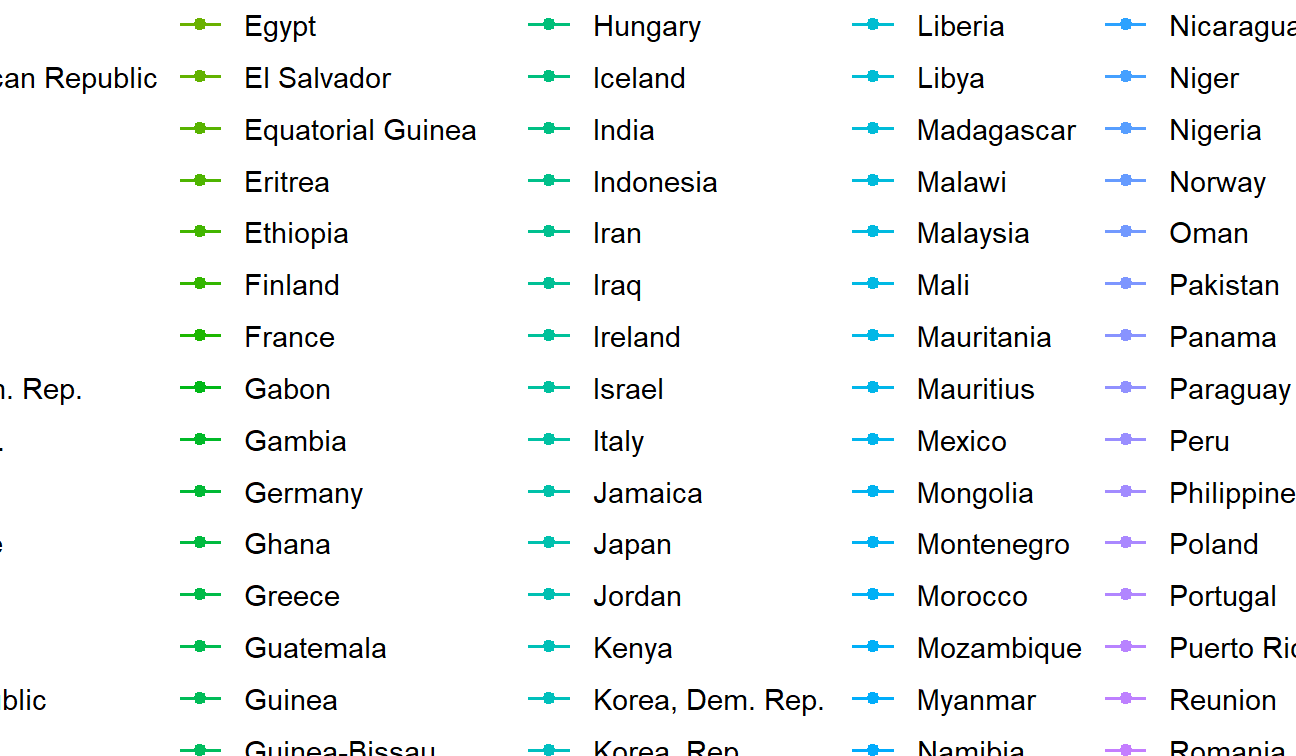 Egypt
El Salvador
Equatorial Guinea
Eritrea
Ethiopia
Finland
France
Gabon
Gambia
Germany
Ghana
Greece
Guatemala
Guinea
Guinea-Bissau
Hungary
Iceland
India
Indonesia
Iran
Iraq
Ireland
Israel
Italy
Jamaica
Japan
Jordan
Kenya
Korea, Dem. Rep.
Korea, Rep.
Liberia
Libya
Madagascar
Malawi
Malaysia
Mali
Mauritania
Mauritius
Mexico
Mongolia
Montenegro
Morocco
Mozambique
Myanmar
Namibia
Nicaragua
Niger
Nigeria
Norway
Oman
Pakistan
Panama
Paraguay
Peru
Philippine
Poland
Portugal
Puerto
Reunion
Romania
Republic
Rep.